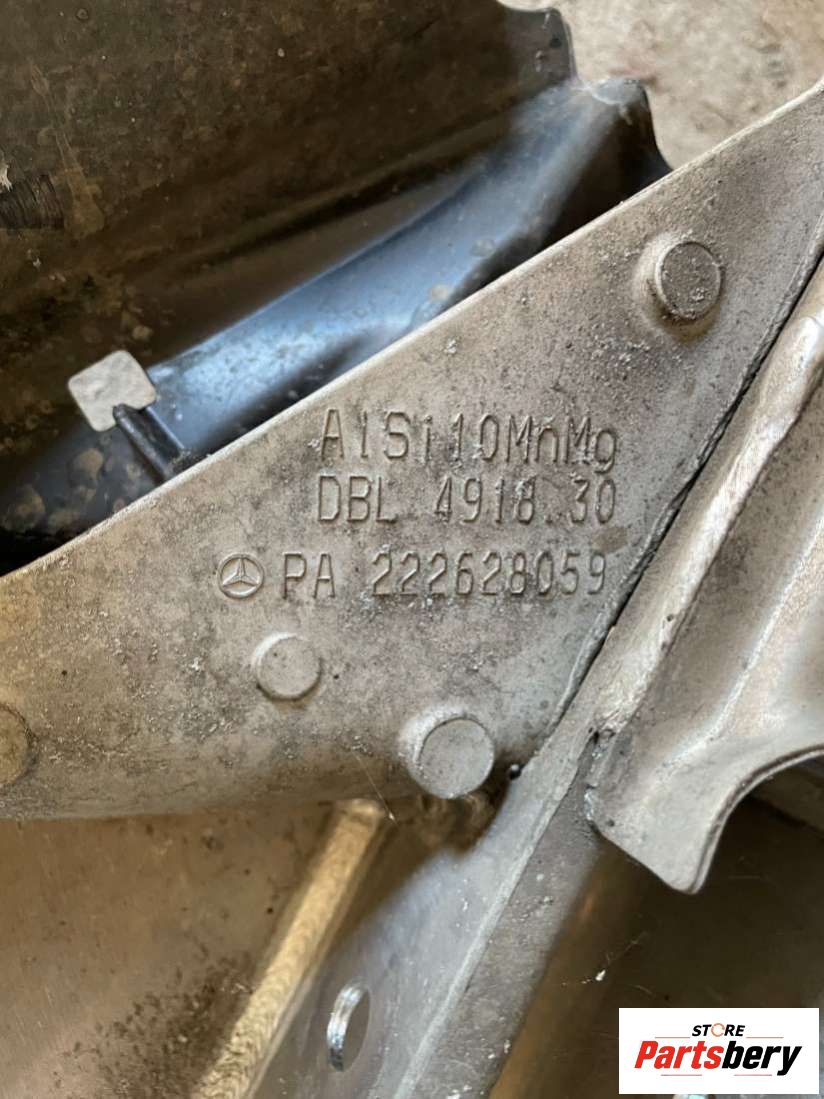 AlSi10MnMg
DBL 4918.30
PA 222628059
STORE
Partsbery